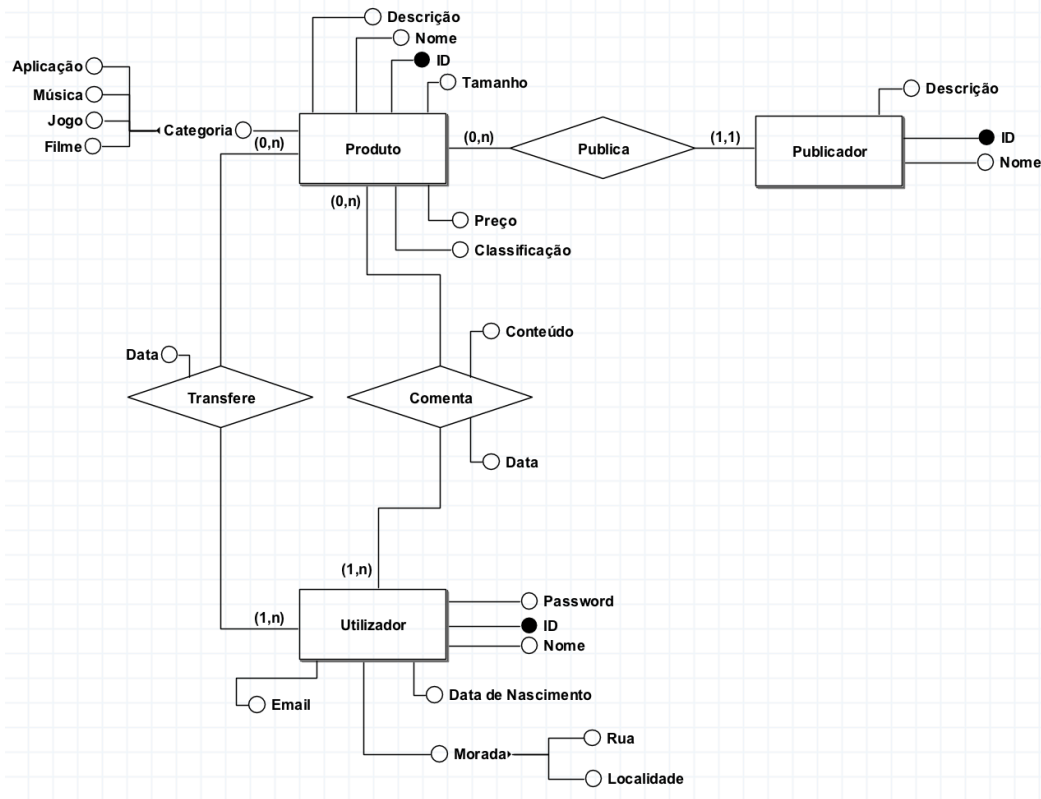 Descrição
Nome
ID
Tamanho
Aplicação
Música
Jogo
Filme
Categoria
(0,n)
Produto
(0,n)
Publica
(1,1)
Publicador
Descrição
ID
Nome
(0,n)
Preço
Classificação
Data
Transfere
Conteúdo
Comenta
Data
(1,n)
(1,n)
Utilizador
Password
ID
Nome
Email
Data de Nascimento
Morada
Rua
Localidade